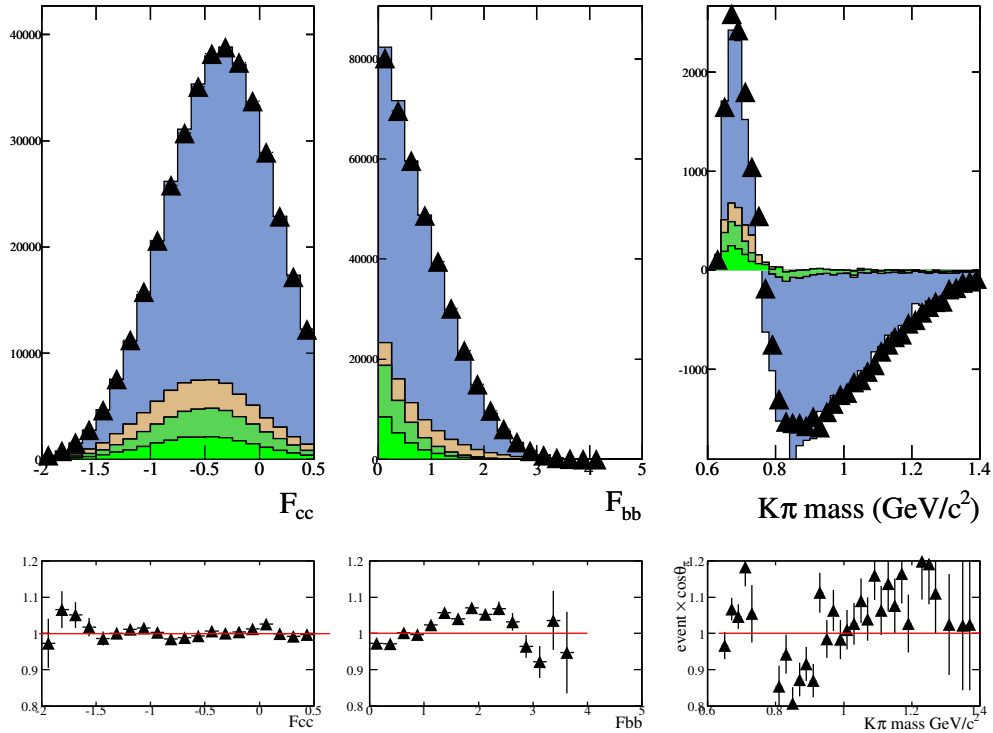 40000
30000
20000
10000
0
-2 -1.5 -1 -0.5 0 0.5
F_cc
80000
60000
40000
20000
0
0 1 2 3 4 5
F_bb
2000
1000
0
-1000
0.6 0.8 1 1.2 1.4
Kπ mass (GeV/c²)
1.2
1.1
1
0.9
0.8
-2 -1.5 -1 -0.5 0 0.5
Fcc
1.2
1.1
1
0.9
0.8
0 1 2 3 4 5
Fbb
event × cosθ_π
1.2
1.1
1
0.9
0.8
0.6 0.8 1 1.2 1.4
Kπ mass GeV/c²